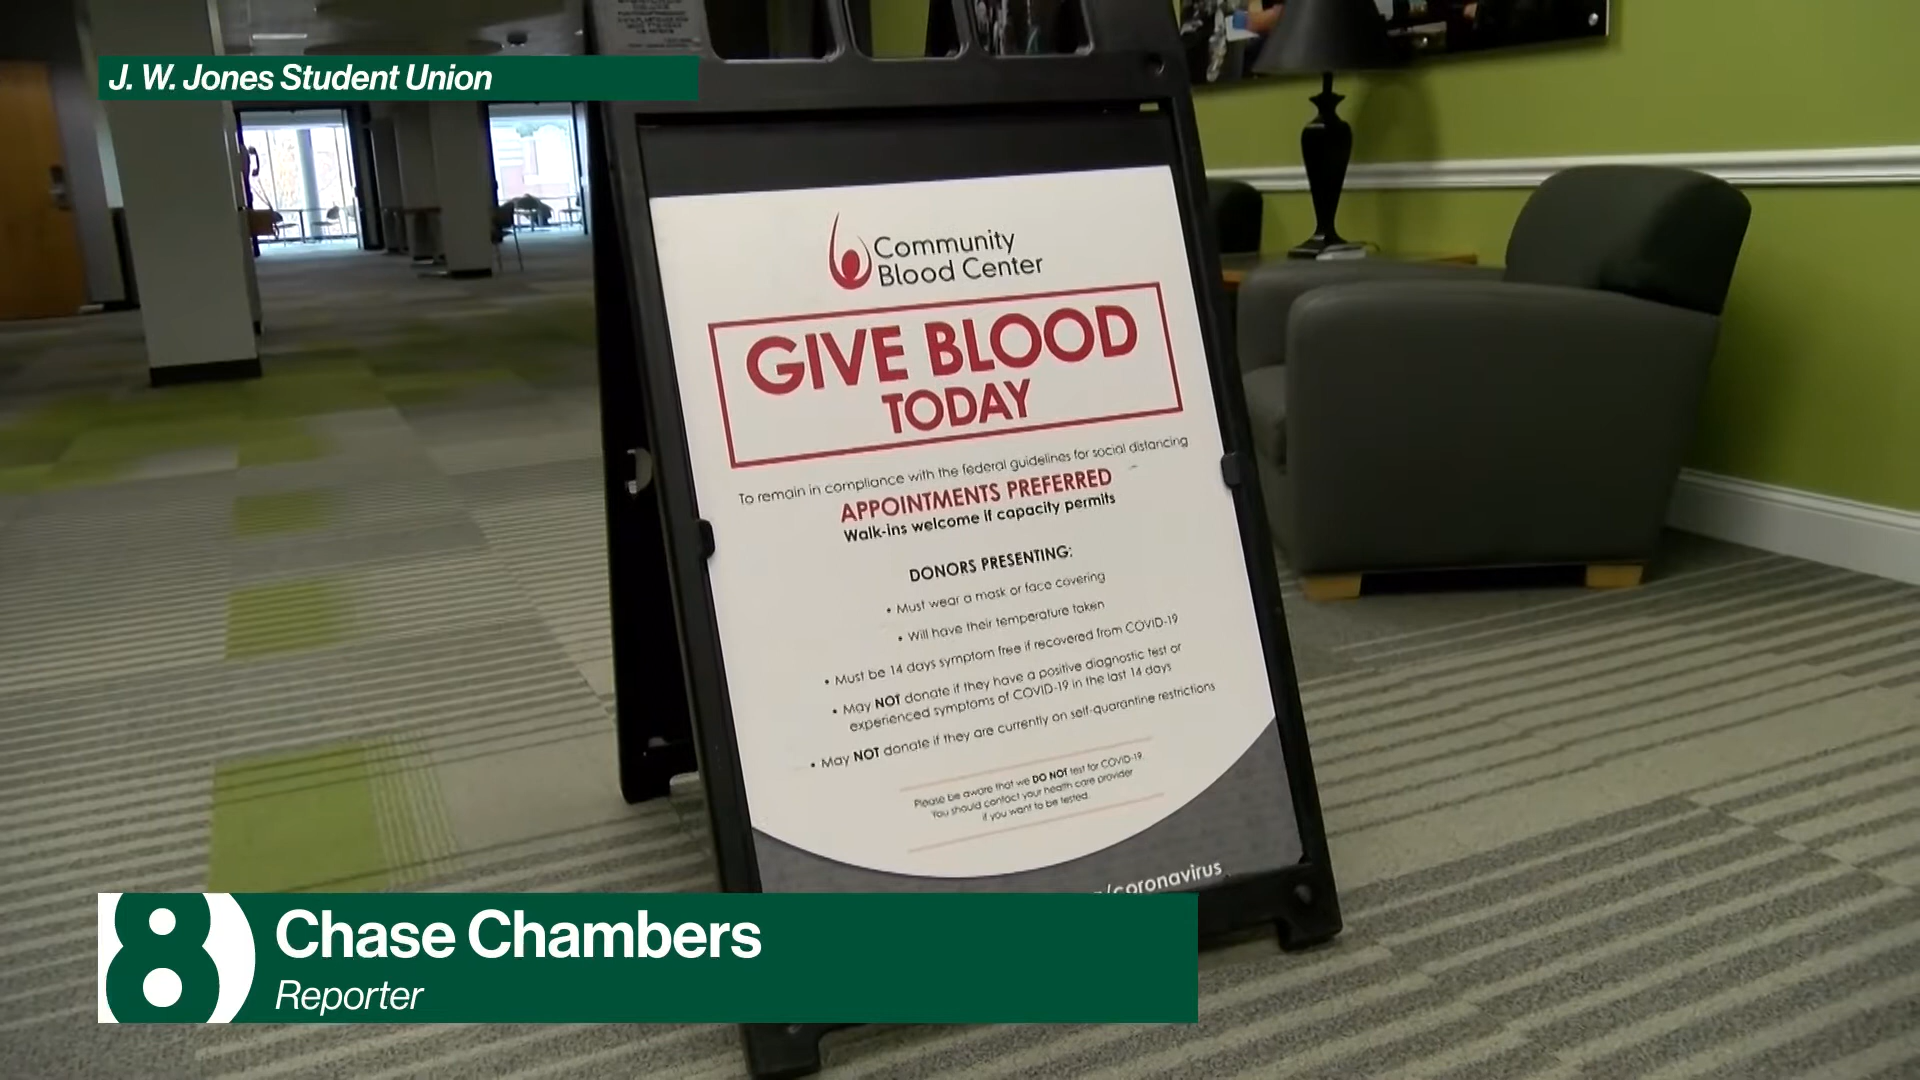 J. W. Jones Student Union
Community
Blood Center
GIVE BLOOD
TODAY
To remain in compliance with the federal guidelines for social distancing
APPOINTMENTS PREFERRED
Walk-ins welcome if capacity permits
DONORS PRESENTING:
• Must wear a mask or face covering
• Will have their temperature taken
• Must be 14 days symptom free if recovered from COVID-19
• May NOT donate if they have a positive diagnostic test or
experienced symptoms of COVID-19 in the last 14 days
• May NOT donate if they are currently on self-quarantine restrictions
Please be aware that we DO NOT test for COVID-19.
You should contact your health care provider
if you want to be tested.
/coronavirus
8
Chase Chambers
Reporter